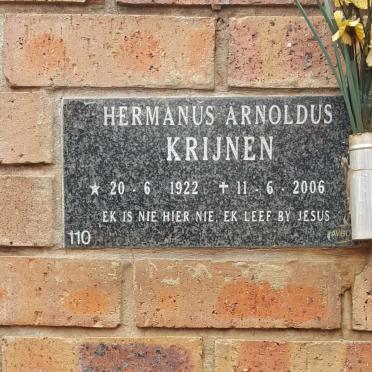 HERMANUS ARNOLDUS
KRIJNEN
★ 20 - 6 1922 ✝ 11 - 6 - 2006
EK IS NIE HIER NIE, EK LEEF BY JESUS
110